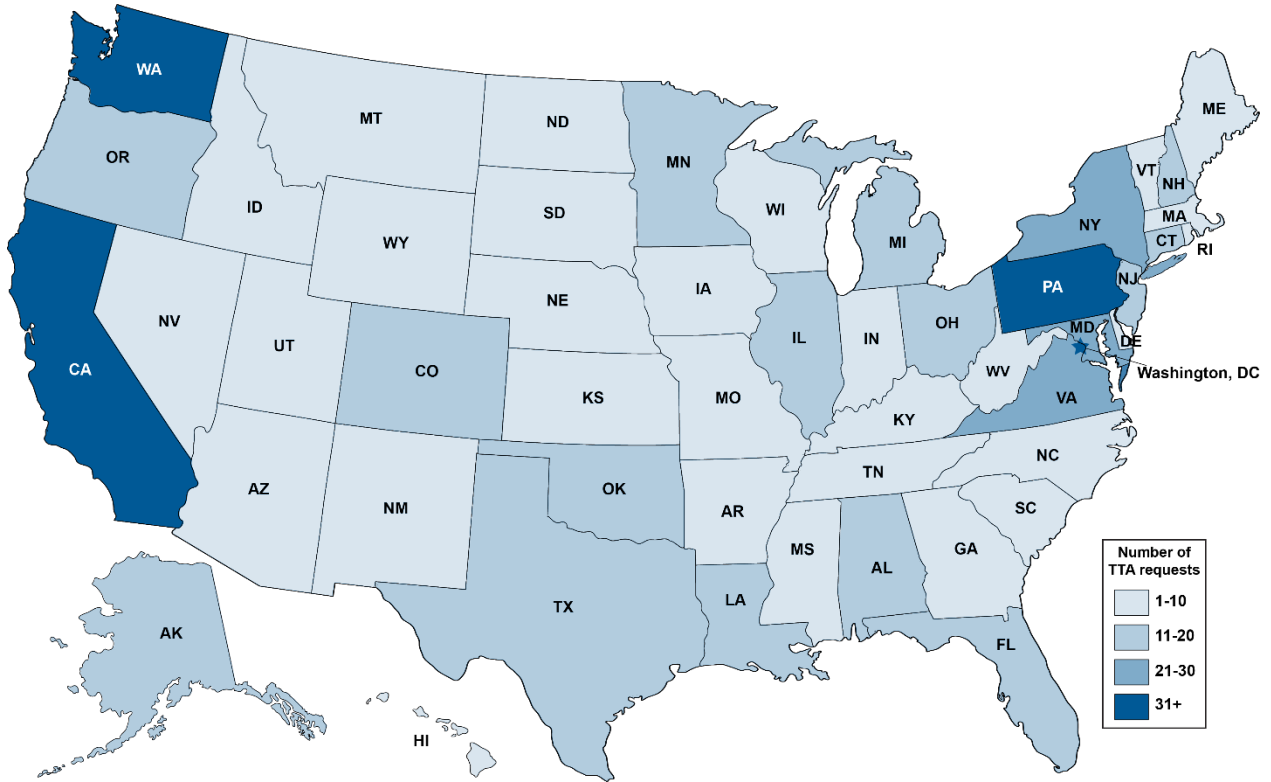 WA
MT
ND
ME
OR
MN
VT
NH
ID
SD
WI
MA
WY
NY
CT
MI
RI
IA
NJ
PA
NE
NV
OH
MD
UT
IL
IN
DE
CA
CO
WV
Washington, DC
KS
MO
VA
KY
NC
TN
AZ
OK
NM
AR
SC
MS
GA
AL
TX
LA
AK
FL
HI
Number of
TTA requests
1-10
11-20
21-30
31+